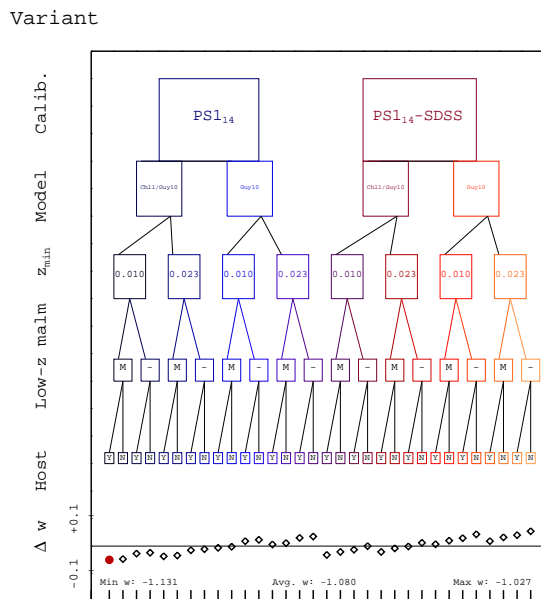 Variant
Calib.
PS1₁₄ PS1₁₄-SDSS
Model
Ch11/Guy10 Guy10 Ch11/Guy10 Guy10
z_min
0.010 0.023 0.010 0.023 0.010 0.023 0.010 0.023
Low-z malm
M - M - M - M - M - M - M - M -
Host
Y N Y N Y N Y N Y N Y N Y N Y N Y N Y N Y N Y N Y N Y N Y N Y N
Δ w
+0.1
-0.1
Min w: -1.131 Avg. w: -1.080 Max w: -1.027